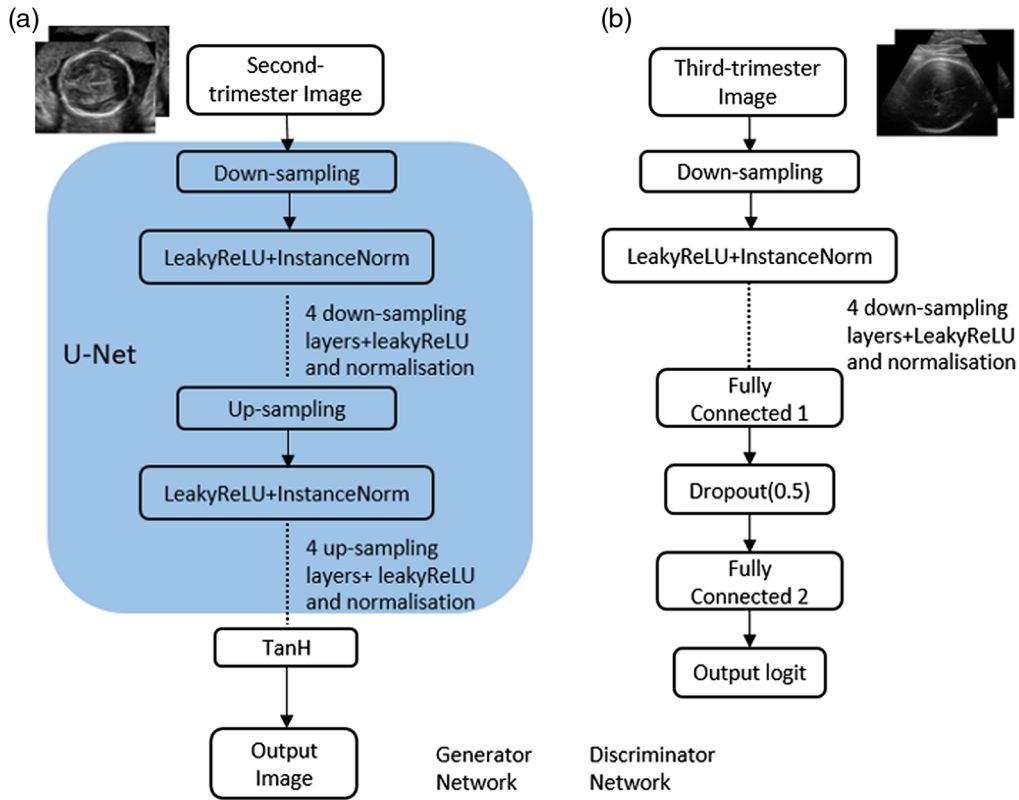 (a)
Second-
trimester Image
Down-sampling
LeakyReLU+InstanceNorm
4 down-sampling
layers+leakyReLU
and normalisation
U-Net
Up-sampling
LeakyReLU+InstanceNorm
4 up-sampling
layers+ leakyReLU
and normalisation
TanH
Output
Image
Generator
Network
(b)
Third-trimester
Image
Down-sampling
LeakyReLU+InstanceNorm
4 down-sampling
layers+LeakyReLU
and normalisation
Fully
Connected 1
Dropout(0.5)
Fully
Connected 2
Output logit
Discriminator
Network